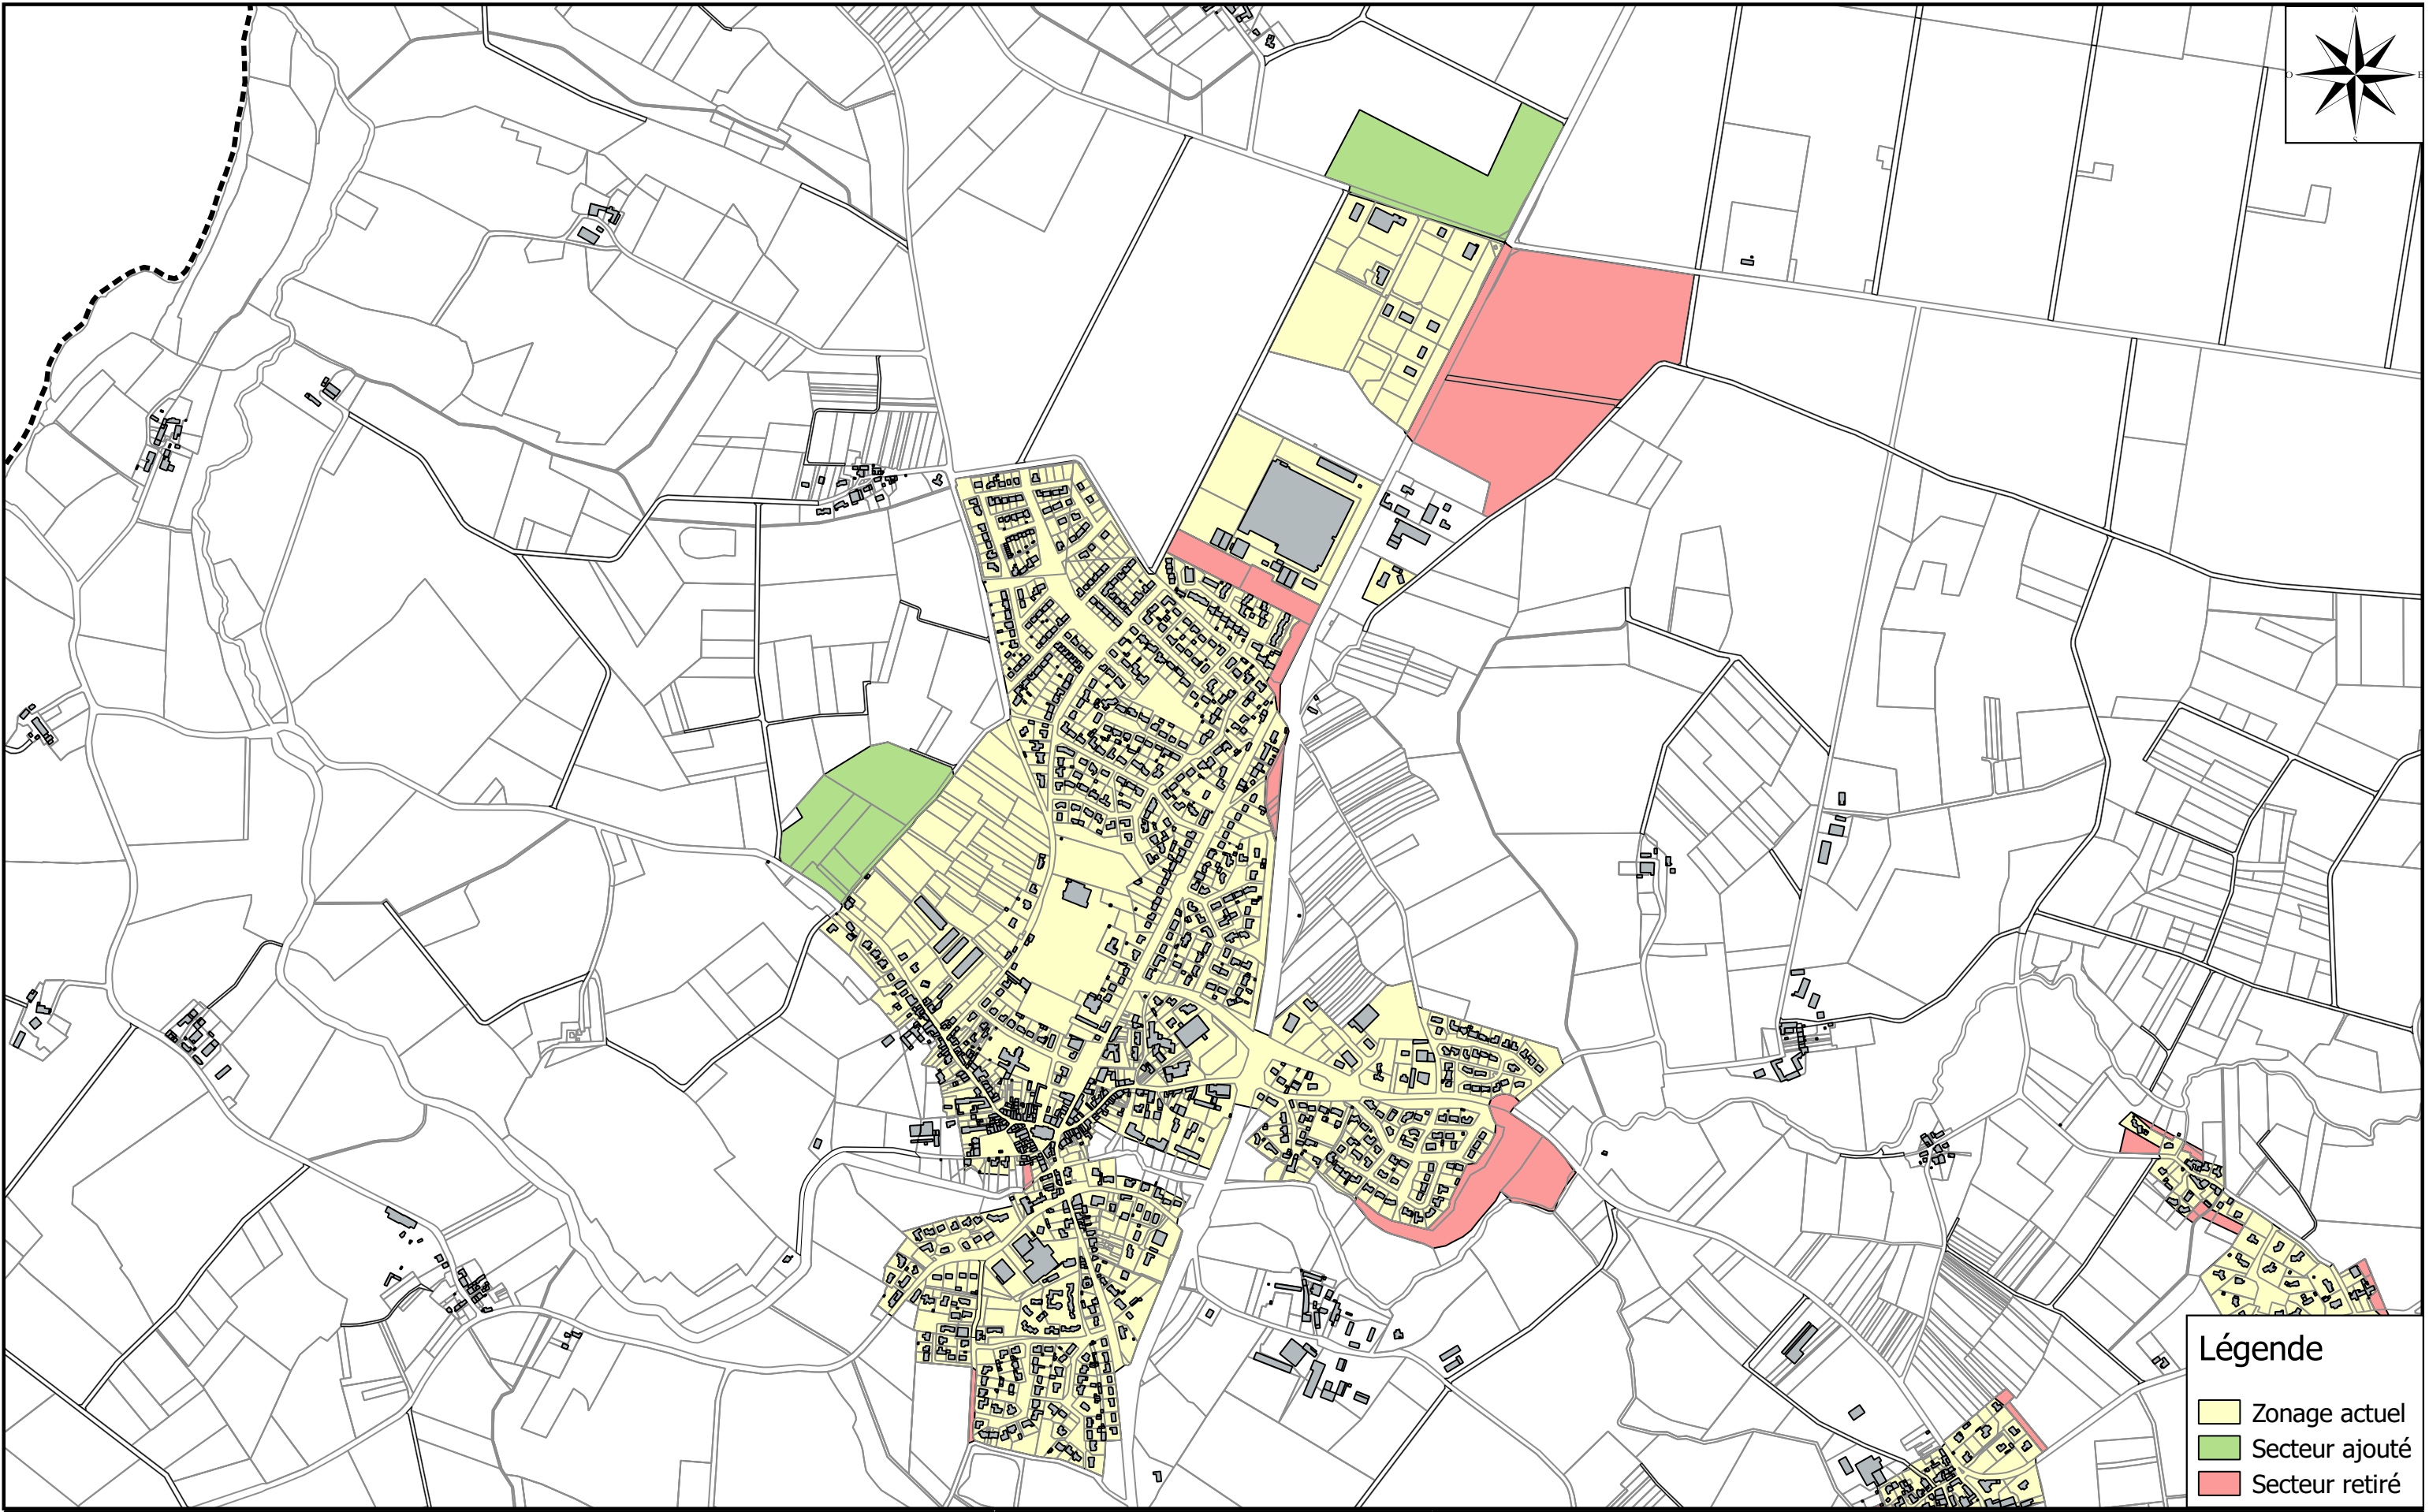 N
O
E
S
Légende
Zonage actuel
Secteur ajouté
Secteur retiré